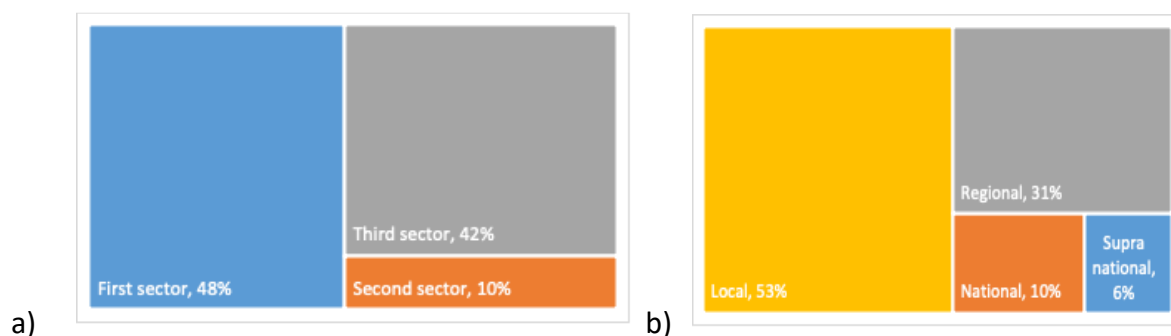 Third sector, 42%
First sector, 48%
Second sector, 10%
a)
Regional, 31%
Local, 53%
National, 10%
Supra
national,
6%
b)